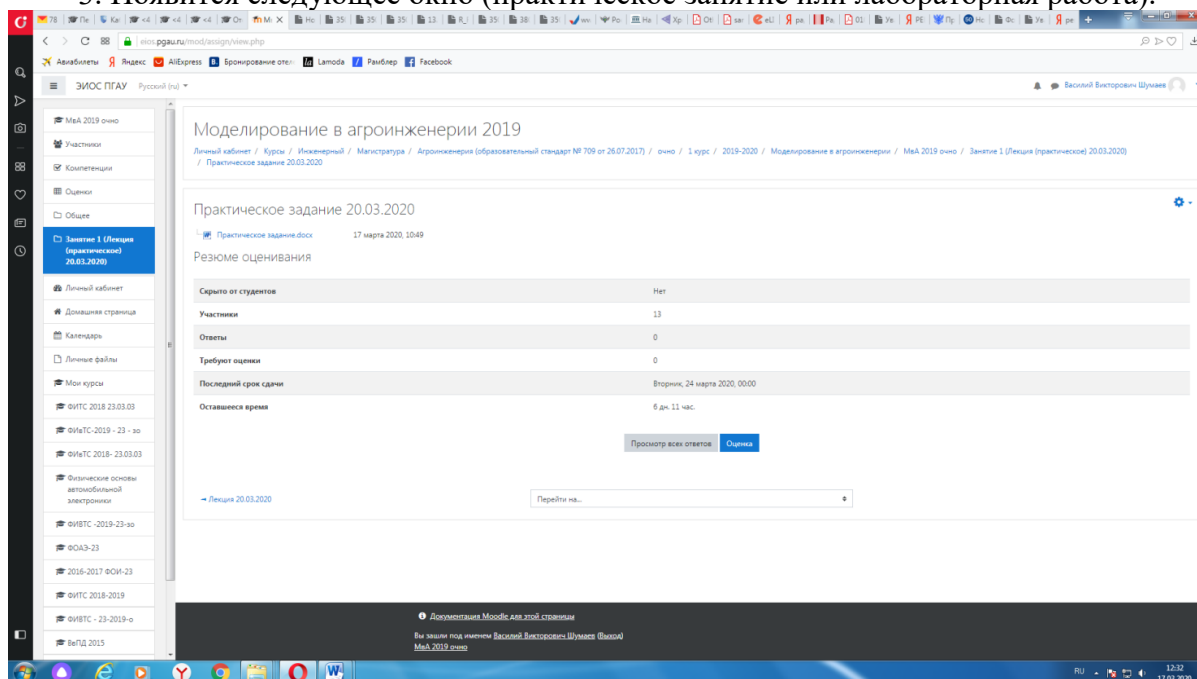 3. Появится следующее окно (практическое занятие или лабораторная работа).
eios.pgau.ru/mod/assign/view.php
Авиабилеты Яндекс AliExpress Бронирование отел Lamoda Рамблер Facebook
ЭИОС ПГАУ Русский (ru) Василий Викторович Шумаев
МвА 2019 очно
Участники
Компетенции
Оценки
Общее
Занятие 1 (Лекция
(практическое)
20.03.2020)
Личный кабинет
Домашняя страница
Календарь
Личные файлы
Мои курсы
ФИТС 2018 23.03.03
ФИвТС-2019 - 23 - зо
ФИвТС 2018- 23.03.03
Физические основы
автомобильной
электроники
ФИВТС -2019-23-зо
ФОАЭ-23
2016-2017 ФОИ-23
ФИТС 2018-2019
ФИВТС - 23-2019-о
ВвПД 2015
Моделирование в агроинженерии 2019
Личный кабинет / Курсы / Инженерный / Магистратура / Агроинженерия (образовательный стандарт № 709 от 26.07.2017) / очно / 1 курс / 2019-2020 / Моделирование в агроинженерии / МвА 2019 очно / Занятие 1 (Лекция (практическое) 20.03.2020)
/ Практическое задание 20.03.2020
Практическое задание 20.03.2020
Практическое задание.docx 17 марта 2020, 10:49
Резюме оценивания
Скрыто от студентов Нет
Участники 13
Ответы 0
Требуют оценки 0
Последний срок сдачи Вторник, 24 марта 2020, 00:00
Оставшееся время 6 дн. 11 час.
Просмотр всех ответов Оценка
→ Лекция 20.03.2020 Перейти на...
Документация Moodle для этой страницы
Вы зашли под именем Василий Викторович Шумаев (Выход)
МвА 2019 очно
RU 12:32
17.03.2020